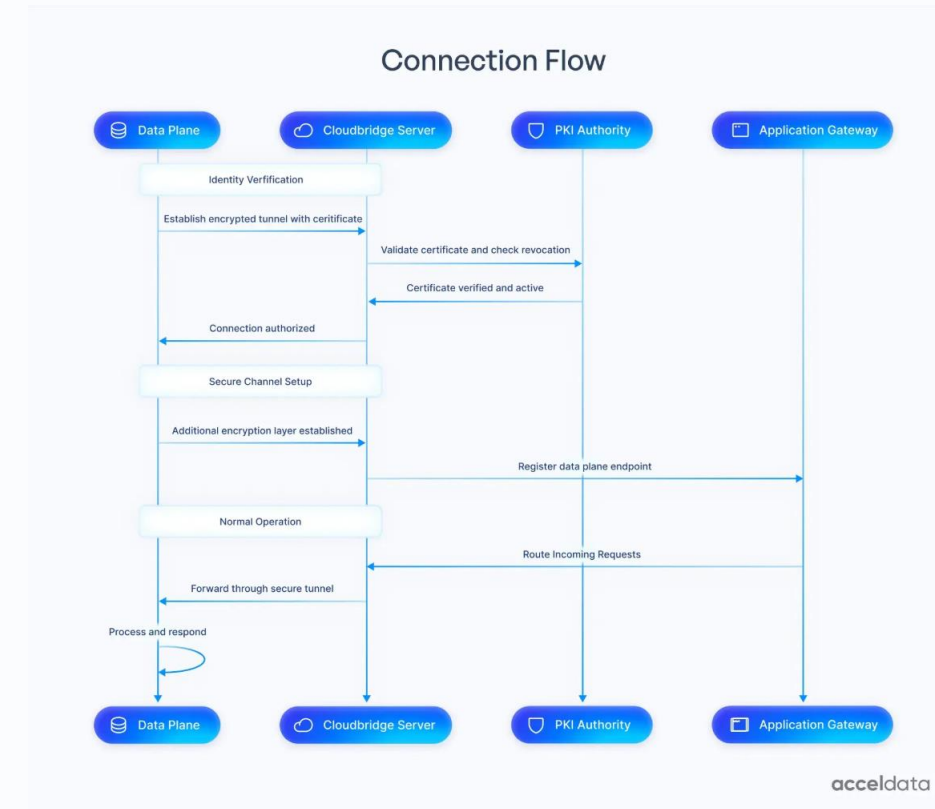 Connection Flow
Data Plane
Cloudbridge Server
PKI Authority
Application Gateway
Identity Verfification
Establish encrypted tunnel with ceritificate
Validate certificate and check revocation
Certificate verified and active
Connection authorized
Secure Channel Setup
Additional encryption layer established
Register data plane endpoint
Normal Operation
Route Incoming Requests
Forward through secure tunnel
Process and respond
Data Plane
Cloudbridge Server
PKI Authority
Application Gateway
acceldata